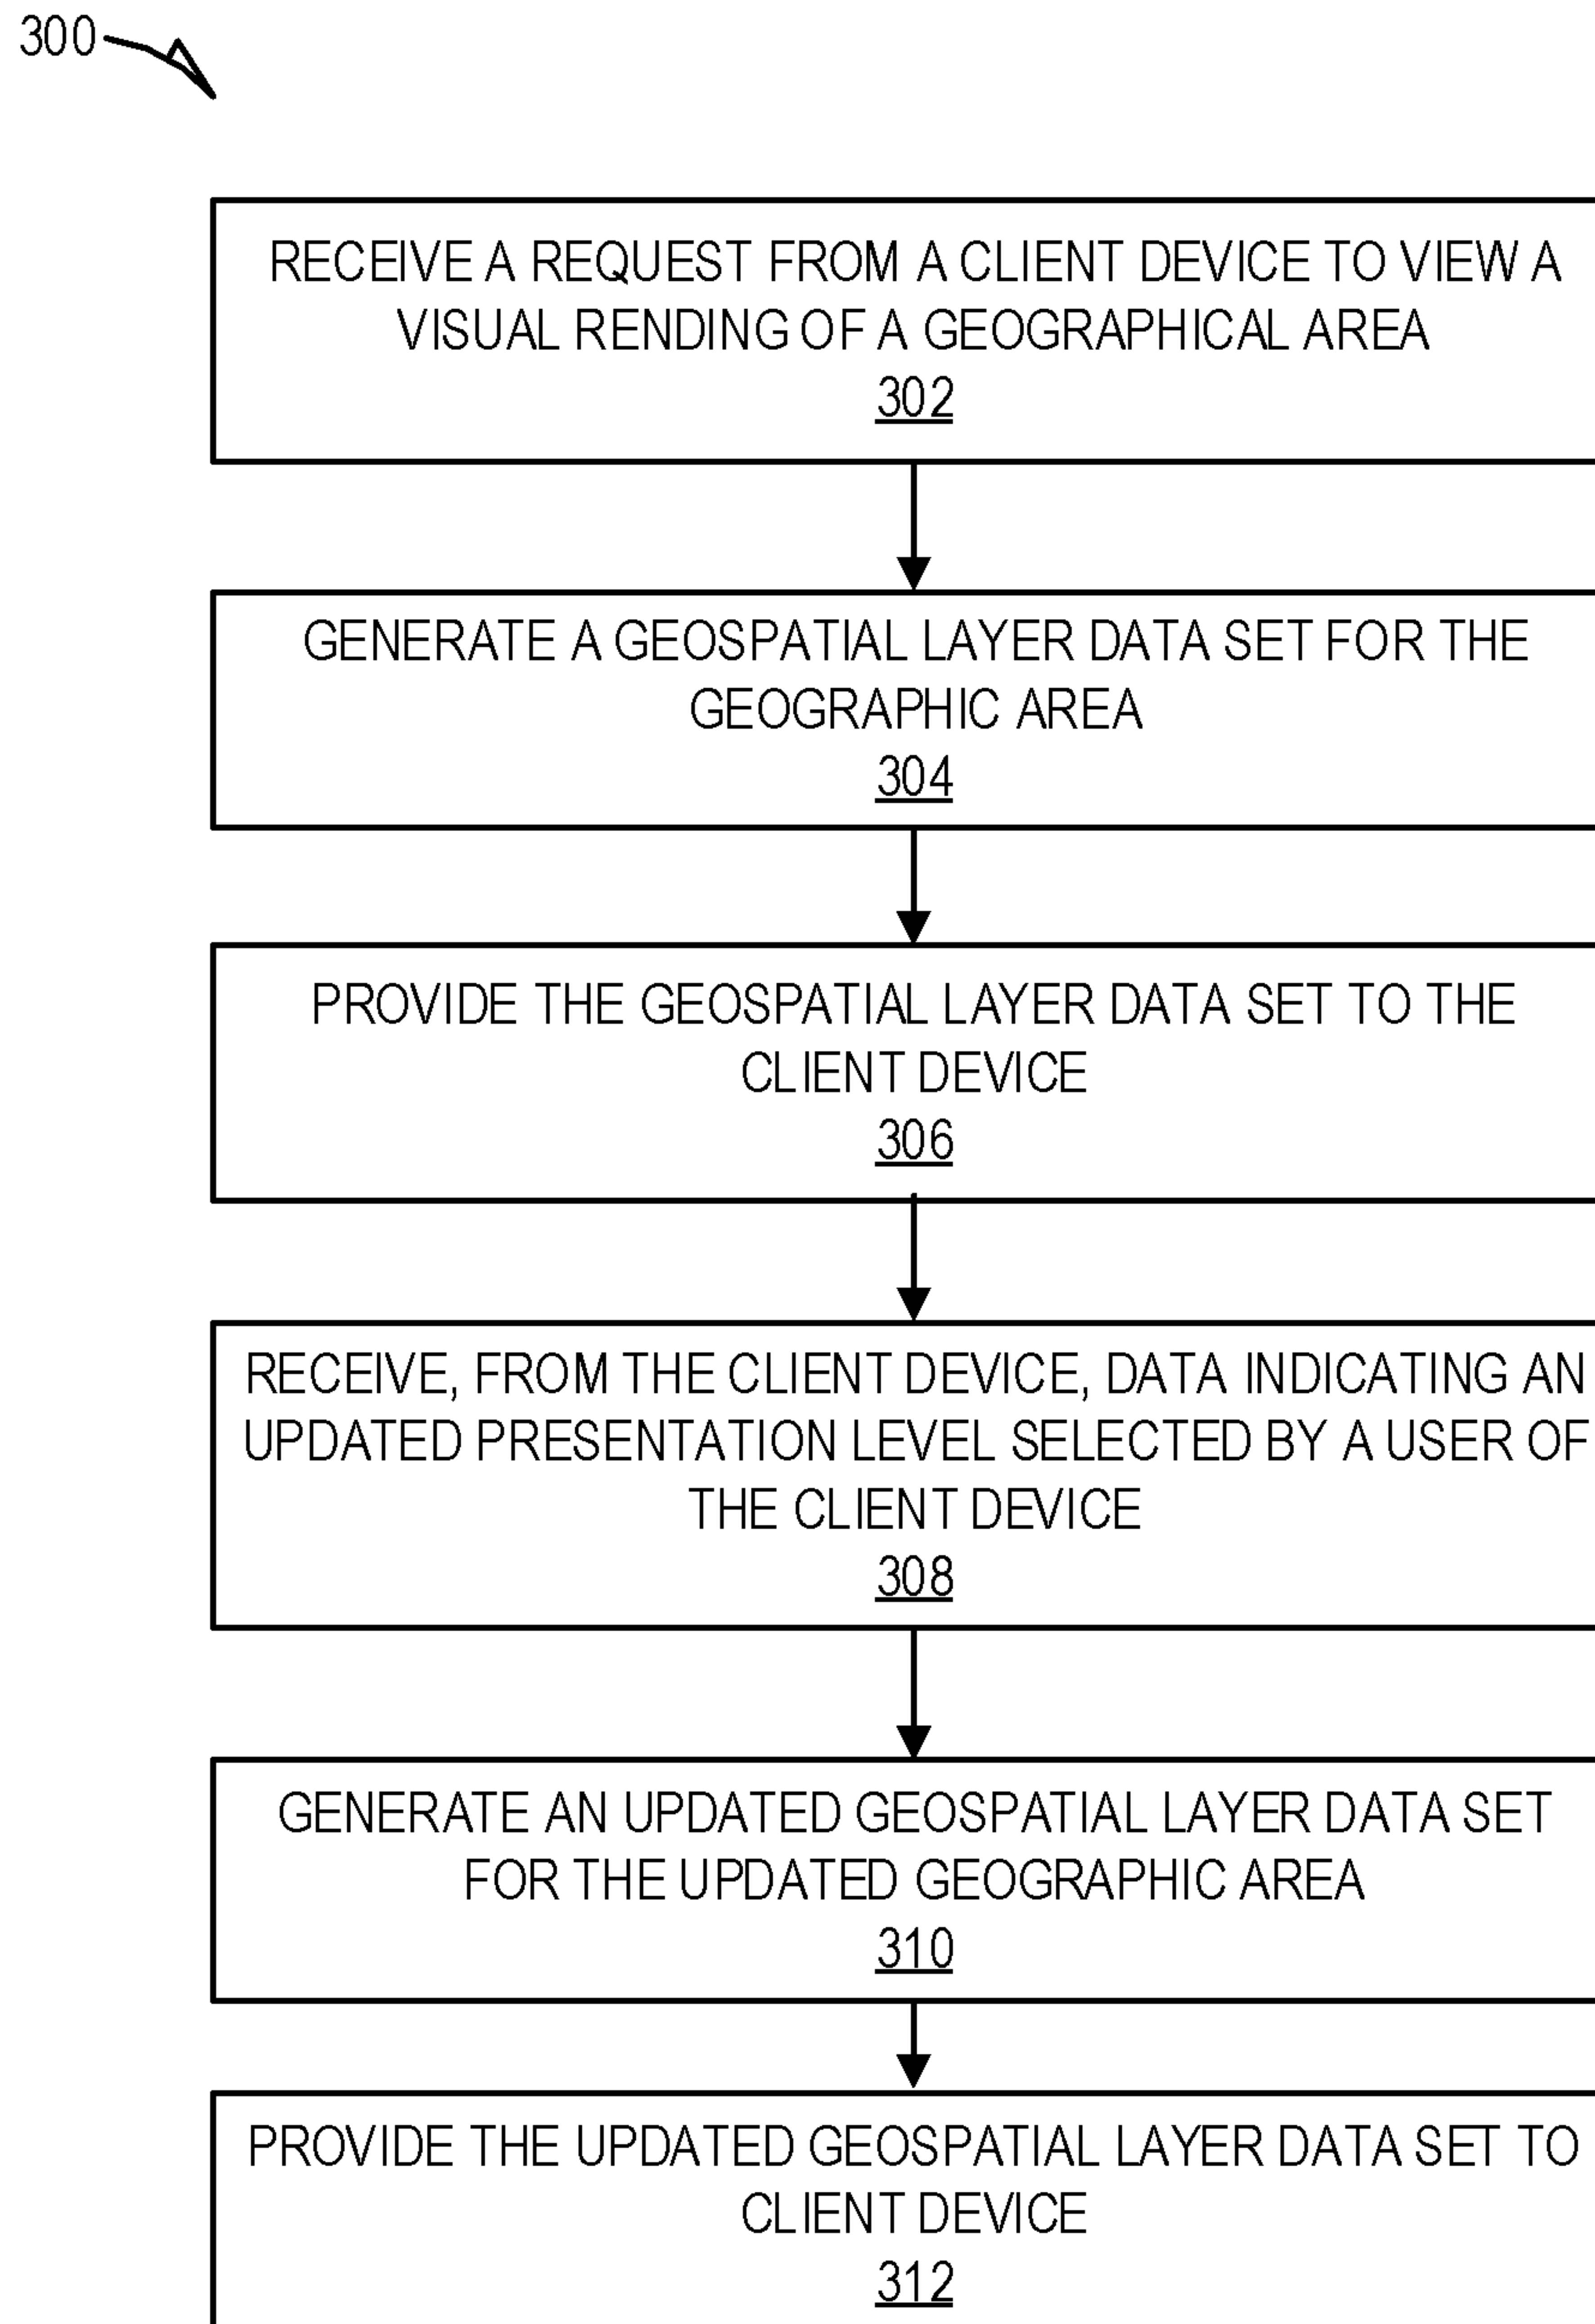 300
RECEIVE A REQUEST FROM A CLIENT DEVICE TO VIEW A
VISUAL RENDING OF A GEOGRAPHICAL AREA
302
GENERATE A GEOSPATIAL LAYER DATA SET FOR THE
GEOGRAPHIC AREA
304
PROVIDE THE GEOSPATIAL LAYER DATA SET TO THE
CLIENT DEVICE
306
RECEIVE, FROM THE CLIENT DEVICE, DATA INDICATING AN
UPDATED PRESENTATION LEVEL SELECTED BY A USER OF
THE CLIENT DEVICE
308
GENERATE AN UPDATED GEOSPATIAL LAYER DATA SET
FOR THE UPDATED GEOGRAPHIC AREA
310
PROVIDE THE UPDATED GEOSPATIAL LAYER DATA SET TO
CLIENT DEVICE
312